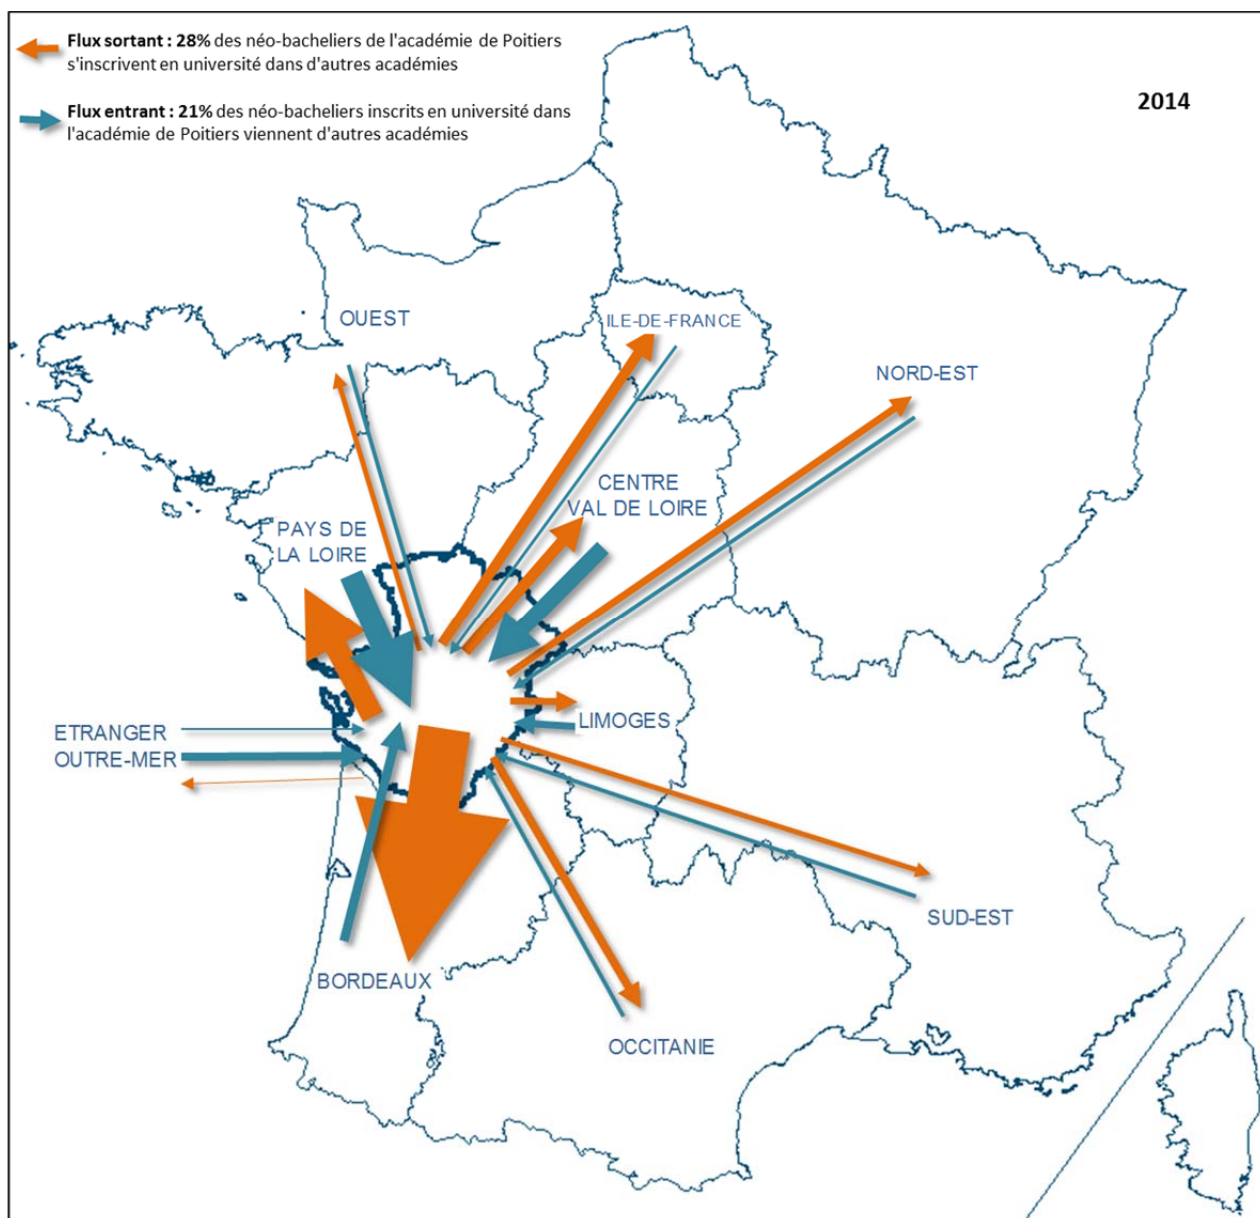 Flux sortant : 28% des néo-bacheliers de l'académie de Poitiers
s'inscrivent en université dans d'autres académies
Flux entrant : 21% des néo-bacheliers inscrits en université dans
l'académie de Poitiers viennent d'autres académies
2014
OUEST
ILE-DE-FRANCE
NORD-EST
CENTRE
VAL DE LOIRE
PAYS DE
LA LOIRE
LIMOGES
ETRANGER
OUTRE-MER
SUD-EST
BORDEAUX
OCCITANIE